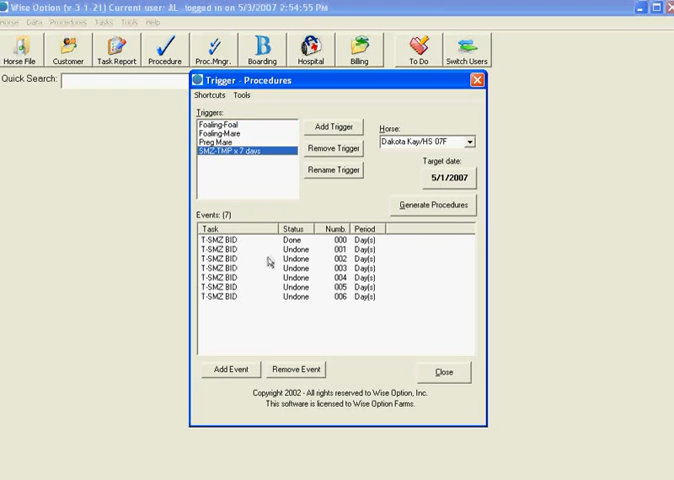 Wise Option (v.3.1.21) Current user: AL logged in on 5/3/2007 2:54:55 PM
Home Data Procedures Tasks Tools Help
Horse File Customer Task Report Procedure Proc.Mngr. Boarding Hospital Billing To Do Switch Users
Quick Search:
Trigger - Procedures
Shortcuts Tools
Triggers:
Foaling-Foal
Foaling-Mare
Preg Mare
SMZ-TMP x 7 days
Add Trigger
Remove Trigger
Rename Trigger
Horse:
Dakota Kay/HS 07F
Target date:
5/1/2007
Generate Procedures
Events: (7)
Task Status Numb. Period
T-SMZ BID Done 000 Day(s)
T-SMZ BID Undone 001 Day(s)
T-SMZ BID Undone 002 Day(s)
T-SMZ BID Undone 003 Day(s)
T-SMZ BID Undone 004 Day(s)
T-SMZ BID Undone 005 Day(s)
T-SMZ BID Undone 006 Day(s)
Add Event Remove Event Close
Copyright 2002 - All rights reserved to Wise Option, Inc.
This software is licensed to Wise Option Farms.